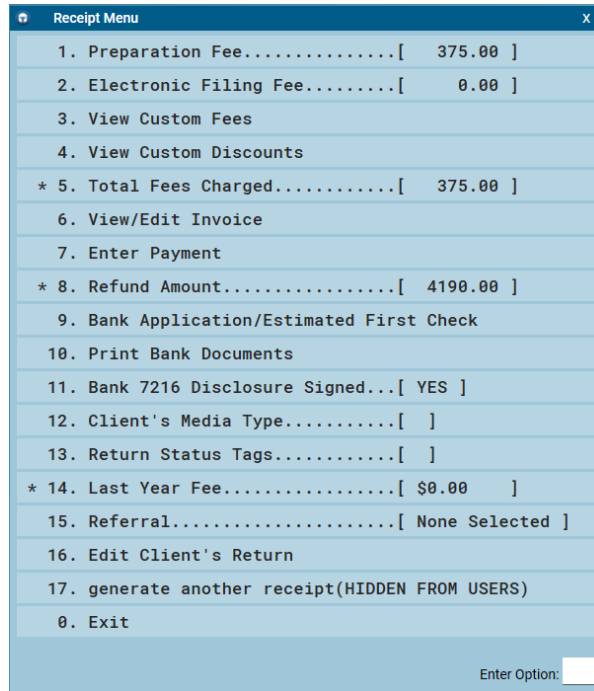 Receipt Menu X
1. Preparation Fee...............[ 375.00 ]
2. Electronic Filing Fee.........[ 0.00 ]
3. View Custom Fees
4. View Custom Discounts
* 5. Total Fees Charged............[ 375.00 ]
6. View/Edit Invoice
7. Enter Payment
* 8. Refund Amount.................[ 4190.00 ]
9. Bank Application/Estimated First Check
10. Print Bank Documents
11. Bank 7216 Disclosure Signed...[ YES ]
12. Client's Media Type...........[ ]
13. Return Status Tags............[ ]
* 14. Last Year Fee.................[ $0.00 ]
15. Referral......................[ None Selected ]
16. Edit Client's Return
17. generate another receipt(HIDDEN FROM USERS)
0. Exit
Enter Option: